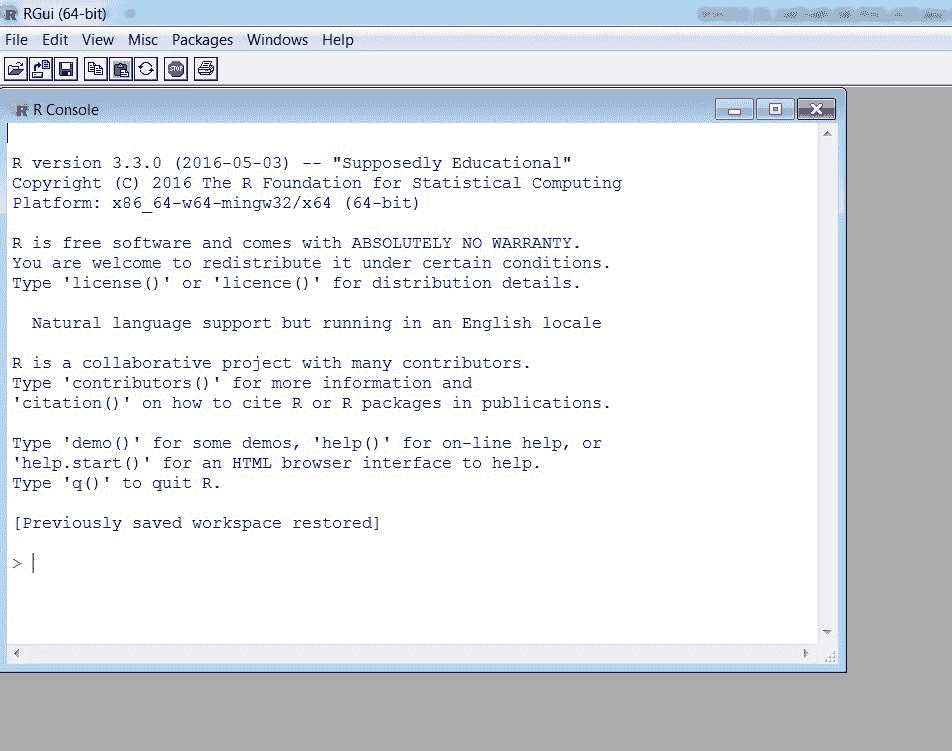 RGui (64-bit)
File Edit View Misc Packages Windows Help
STOP
R Console
R version 3.3.0 (2016-05-03) -- "Supposedly Educational"
Copyright (C) 2016 The R Foundation for Statistical Computing
Platform: x86_64-w64-mingw32/x64 (64-bit)
R is free software and comes with ABSOLUTELY NO WARRANTY.
You are welcome to redistribute it under certain conditions.
Type 'license()' or 'licence()' for distribution details.
Natural language support but running in an English locale
R is a collaborative project with many contributors.
Type 'contributors()' for more information and
'citation()' on how to cite R or R packages in publications.
Type 'demo()' for some demos, 'help()' for on-line help, or
'help.start()' for an HTML browser interface to help.
Type 'q()' to quit R.
[Previously saved workspace restored]
>